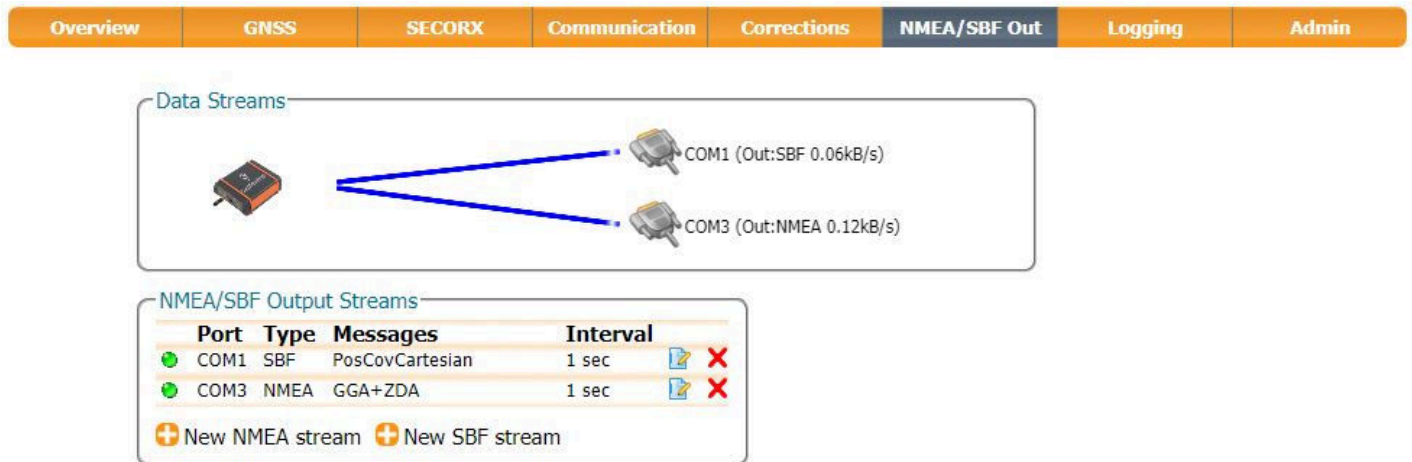 Overview GNSS SECORX Communication Corrections NMEA/SBF Out Logging Admin
Data Streams
COM1 (Out:SBF 0.06kB/s)
COM3 (Out:NMEA 0.12kB/s)
NMEA/SBF Output Streams
Port Type Messages Interval
COM1 SBF PosCovCartesian 1 sec
COM3 NMEA GGA+ZDA 1 sec
New NMEA stream New SBF stream